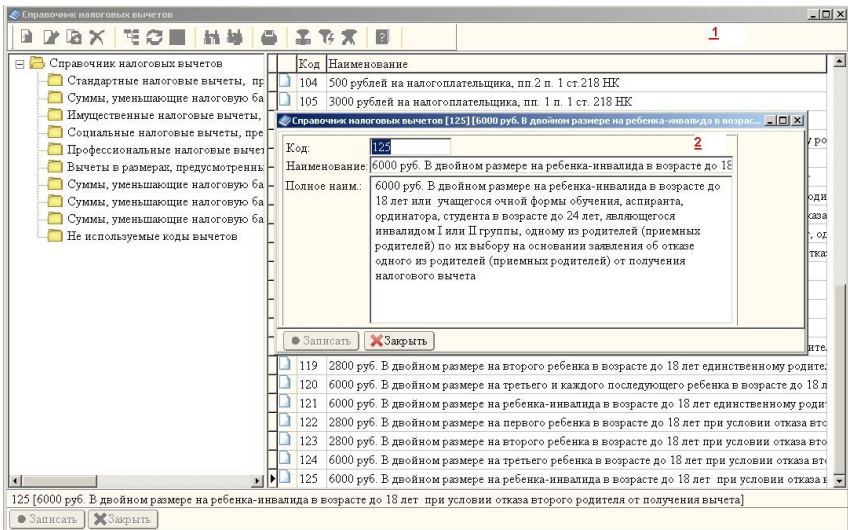 Справочник налоговых вычетов
1
Справочник налоговых вычетов
Стандартные налоговые вычеты, пр
Суммы, уменьшающие налоговую ба
Имущественные налоговые вычеты,
Социальные налоговые вычеты, пре
Профессиональные налоговые вычет
Вычеты в размерах, предусмотренны
Суммы, уменьшающие налоговую ба
Суммы, уменьшающие налоговую ба
Суммы, уменьшающие налоговую ба
Не используемые коды вычетов
Код Наименование
104 500 рублей на налогоплательщика, пп.2 п. 1 ст.218 НК
105 3000 рублей на налогоплательщика, пп. 1 п. 1 ст. 218 НК
Справочник налоговых вычетов [125] [6000 руб. В двойном размере на ребенка-инвалида в возрас...
2
Код: 125
Наименование: 6000 руб. В двойном размере на ребенка-инвалида в возрасте до 18
Полное наим.: 6000 руб. В двойном размере на ребенка-инвалида в возрасте до
18 лет или учащегося очной формы обучения, аспиранта,
ординатора, студента в возрасте до 24 лет, являющегося
инвалидом I или II группы, одному из родителей (приемных
родителей) по их выбору на основании заявления об отказе
одного из родителей (приемных родителей) от получения
налогового вычета
Записать Закрыть
119 2800 руб. В двойном размере на второго ребенка в возрасте до 18 лет единственному родител
120 6000 руб. В двойном размере на третьего и каждого последующего ребенка в возрасте до 18 л
121 6000 руб. В двойном размере на ребенка-инвалида в возрасте до 18 лет единственному родит
122 2800 руб. В двойном размере на первого ребенка в возрасте до 18 лет при условии отказа вто
123 2800 руб. В двойном размере на второго ребенка в возрасте до 18 лет при условии отказа вто
124 6000 руб. В двойном размере на третьего ребенка в возрасте до 18 лет при условии отказа вто
125 6000 руб. В двойном размере на ребенка-инвалида в возрасте до 18 лет при условии отказа в
125 [6000 руб. В двойном размере на ребенка-инвалида в возрасте до 18 лет при условии отказа второго родителя от получения вычета]
Записать Закрыть